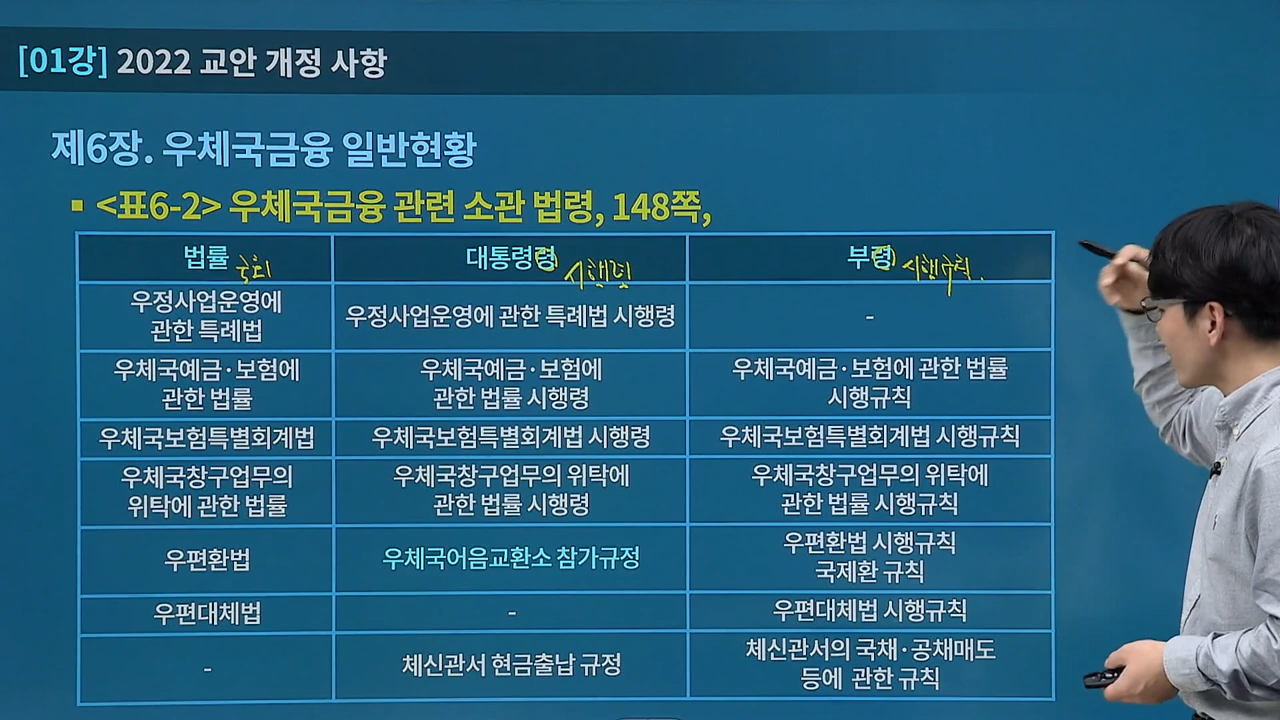 [01강] 2022 교안 개정 사항
제6장. 우체국금융 일반현황
▪ <표6-2> 우체국금융 관련 소관 법령, 148쪽,
법률 국회 대통령령 시행령 부령 시행규칙.
우정사업운영에
관한 특례법
우정사업운영에 관한 특례법 시행령
-
우체국예금·보험에
관한 법률
우체국예금·보험에
관한 법률 시행령
우체국예금·보험에 관한 법률
시행규칙
우체국보험특별회계법
우체국보험특별회계법 시행령
우체국보험특별회계법 시행규칙
우체국창구업무의
위탁에 관한 법률
우체국창구업무의 위탁에
관한 법률 시행령
우체국창구업무의 위탁에
관한 법률 시행규칙
우편환법
우체국어음교환소 참가규정
우편환법 시행규칙
국제환 규칙
우편대체법
-
우편대체법 시행규칙
-
체신관서 현금출납 규정
체신관서의 국채·공채매도
등에 관한 규칙